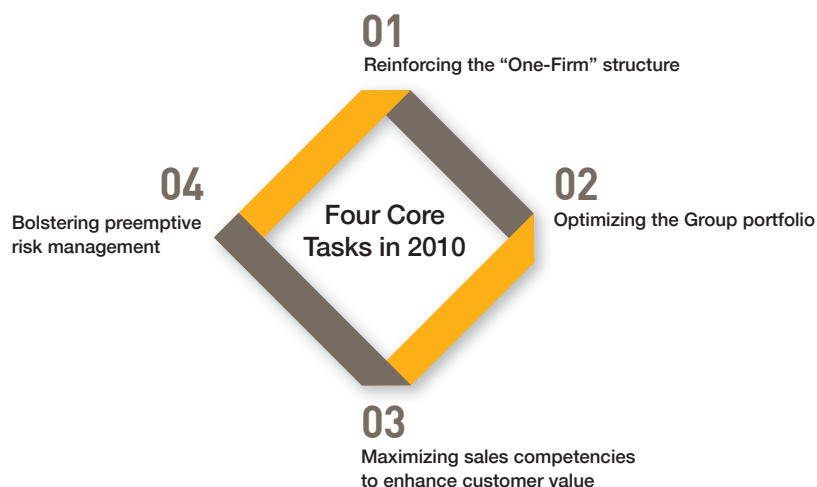 01
Reinforcing the “One-Firm” structure
02
Optimizing the Group portfolio
04
Bolstering preemptive
risk management
Four Core
Tasks in 2010
03
Maximizing sales competencies
to enhance customer value